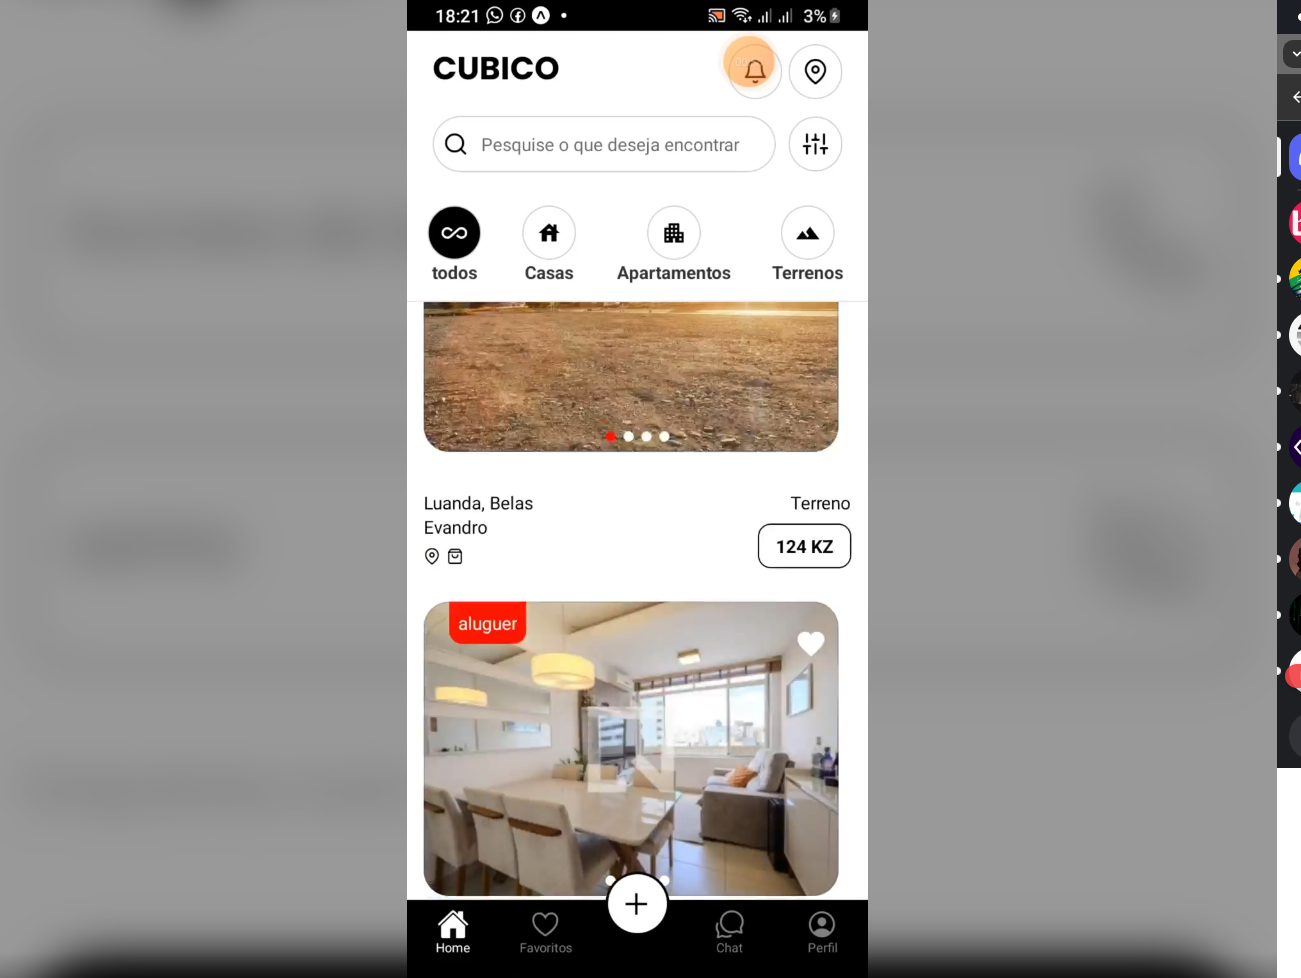 18:21
3%
CUBICO
Pesquise o que deseja encontrar
todos
Casas
Apartamentos
Terrenos
Luanda, Belas
Terreno
Evandro
124 KZ
aluguer
Home
Favoritos
Chat
Perfil